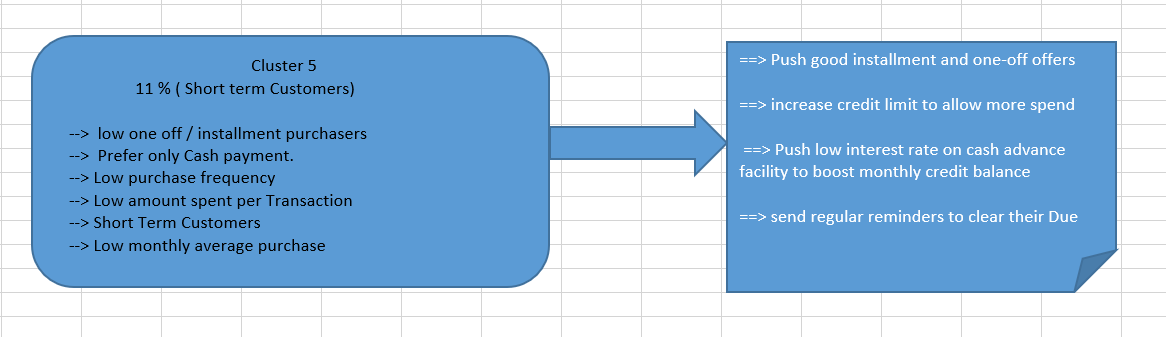 Cluster 5
11 % ( Short term Customers)
--> low one off / installment purchasers
--> Prefer only Cash payment.
--> Low purchase frequency
--> Low amount spent per Transaction
--> Short Term Customers
--> Low monthly average purchase
==> Push good installment and one-off offers
==> increase credit limit to allow more spend
==> Push low interest rate on cash advance
facility to boost monthly credit balance
==> send regular reminders to clear their Due